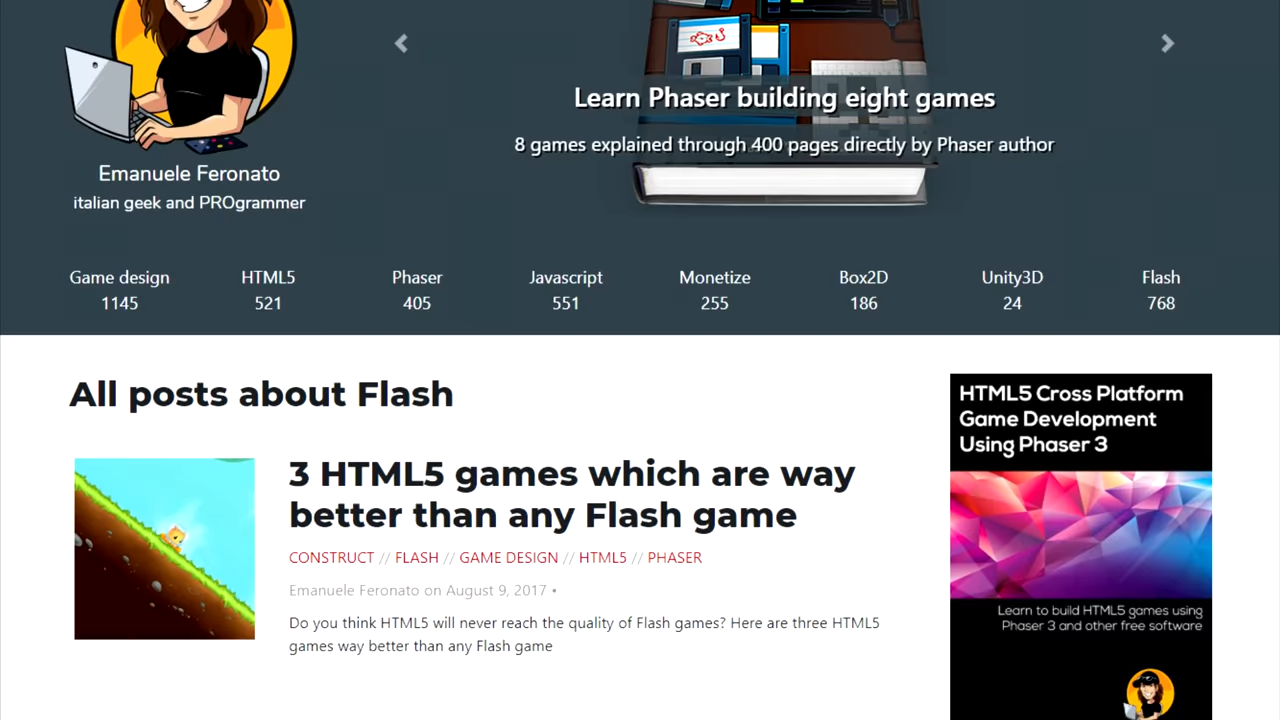 Learn Phaser building eight games
8 games explained through 400 pages directly by Phaser author
Emanuele Feronato
italian geek and PROgrammer
Game design HTML5 Phaser Javascript Monetize Box2D Unity3D Flash
1145 521 405 551 255 186 24 768
All posts about Flash
3 HTML5 games which are way
better than any Flash game
CONSTRUCT // FLASH // GAME DESIGN // HTML5 // PHASER
Emanuele Feronato on August 9, 2017 •
Do you think HTML5 will never reach the quality of Flash games? Here are three HTML5
games way better than any Flash game
HTML5 Cross Platform
Game Development
Using Phaser 3
Learn to build HTML5 games using
Phaser 3 and other free software